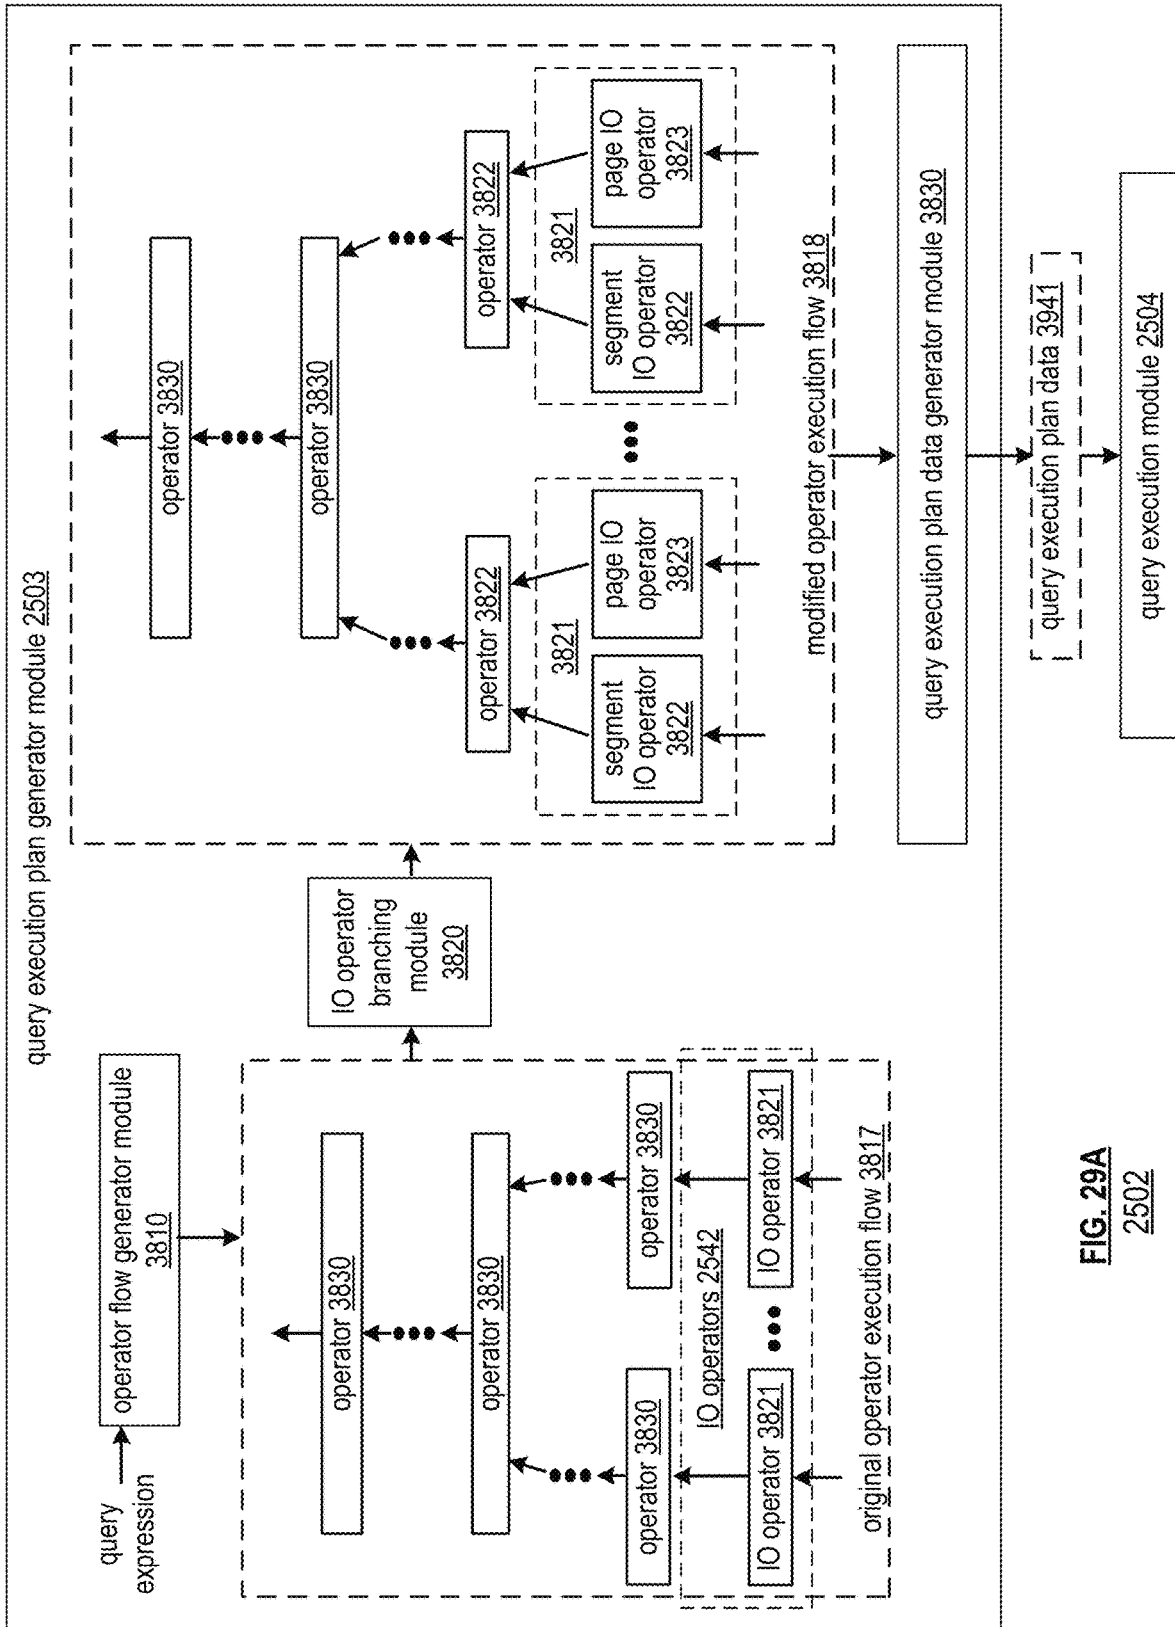 query execution plan generator module 2503
query
expression
operator flow generator module
3810
operator 3830
operator 3830
operator 3830
operator 3830
IO operators 2542
IO operator 3821
IO operator 3821
original operator execution flow 3817
IO operator
branching
module
3820
operator 3830
operator 3830
operator 3822
operator 3822
3821
3821
segment
IO operator
3822
page IO
operator
3823
segment
IO operator
3822
page IO
operator
3823
modified operator execution flow 3818
query execution plan data generator module 3830
query execution plan data 3941
query execution module 2504
FIG. 29A
2502